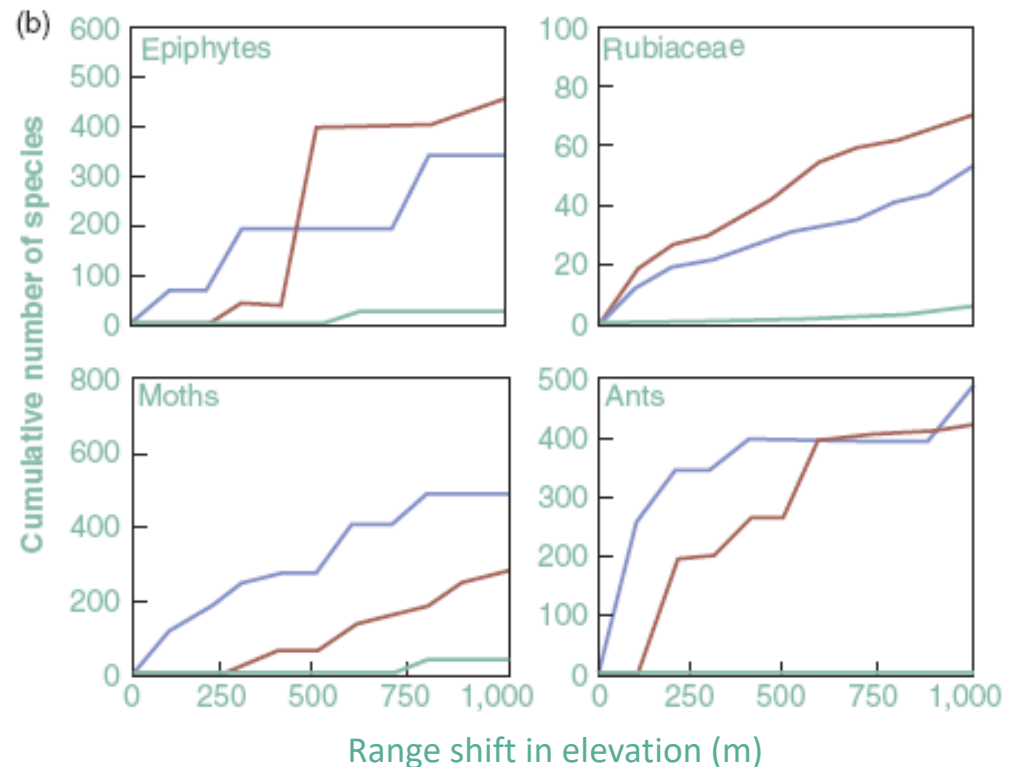 (b)
Cumulative number of species
Epiphytes
600
500
400
300
200
100
0
Rubiaceae
100
80
60
40
20
0
Moths
800
600
400
200
0
0 250 500 750 1,000
Ants
500
400
300
200
100
0
0 250 500 750 1,000
Range shift in elevation (m)